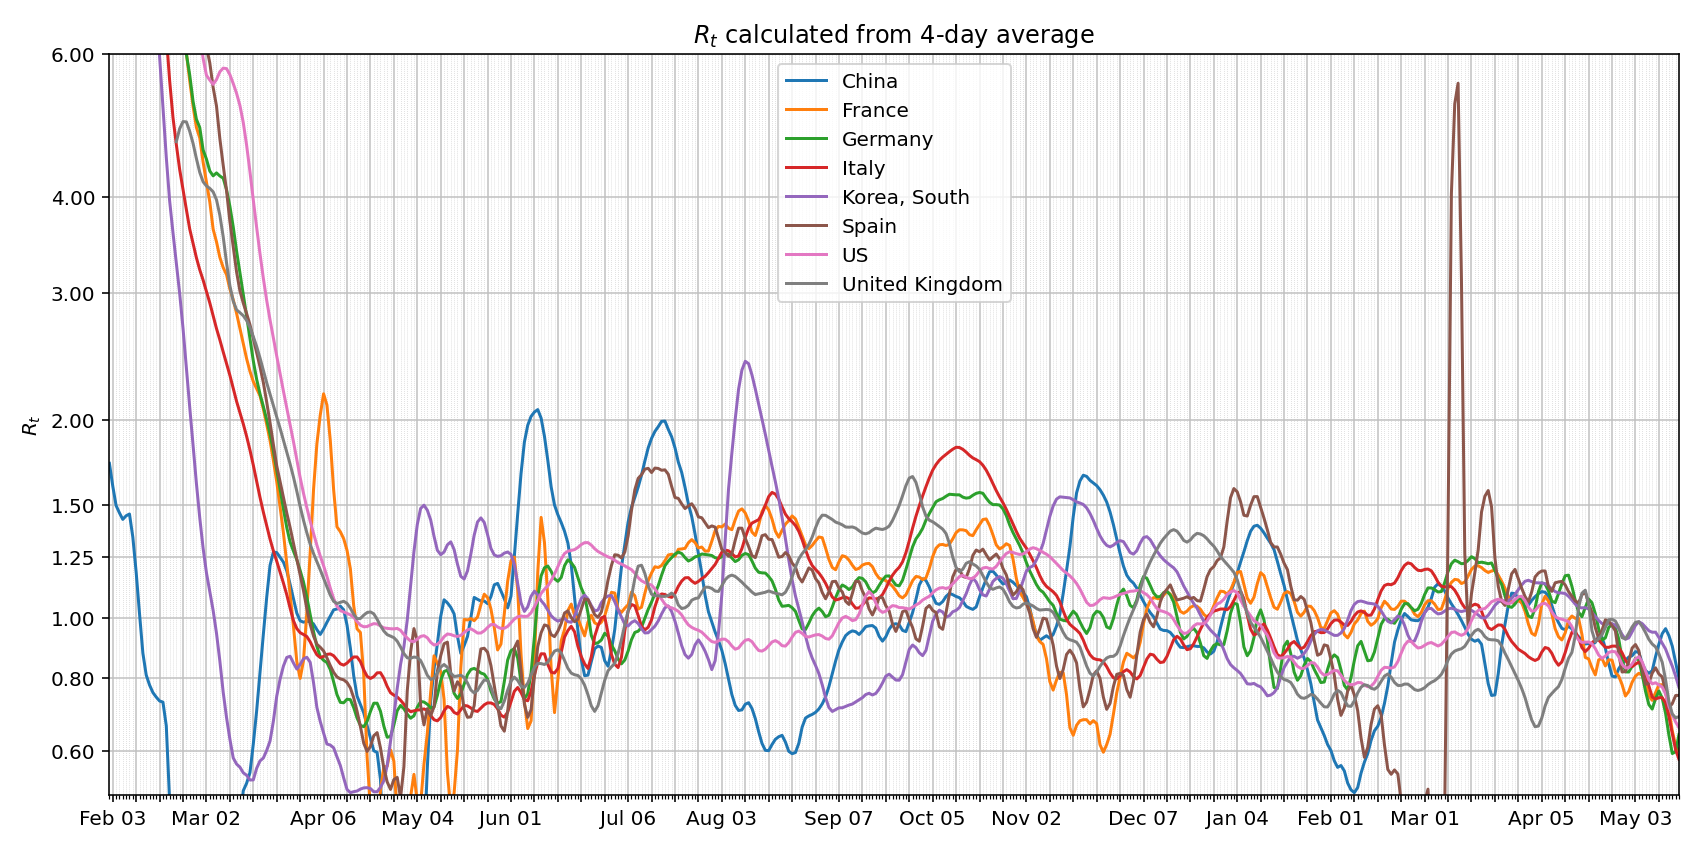 Rt calculated from 4-day average
China
France
Germany
Italy
Korea, South
Spain
US
United Kingdom
Rt
6.00
4.00
3.00
2.00
1.50
1.25
1.00
0.80
0.60
Feb 03 Mar 02 Apr 06 May 04 Jun 01 Jul 06 Aug 03 Sep 07 Oct 05 Nov 02 Dec 07 Jan 04 Feb 01 Mar 01 Apr 05 May 03